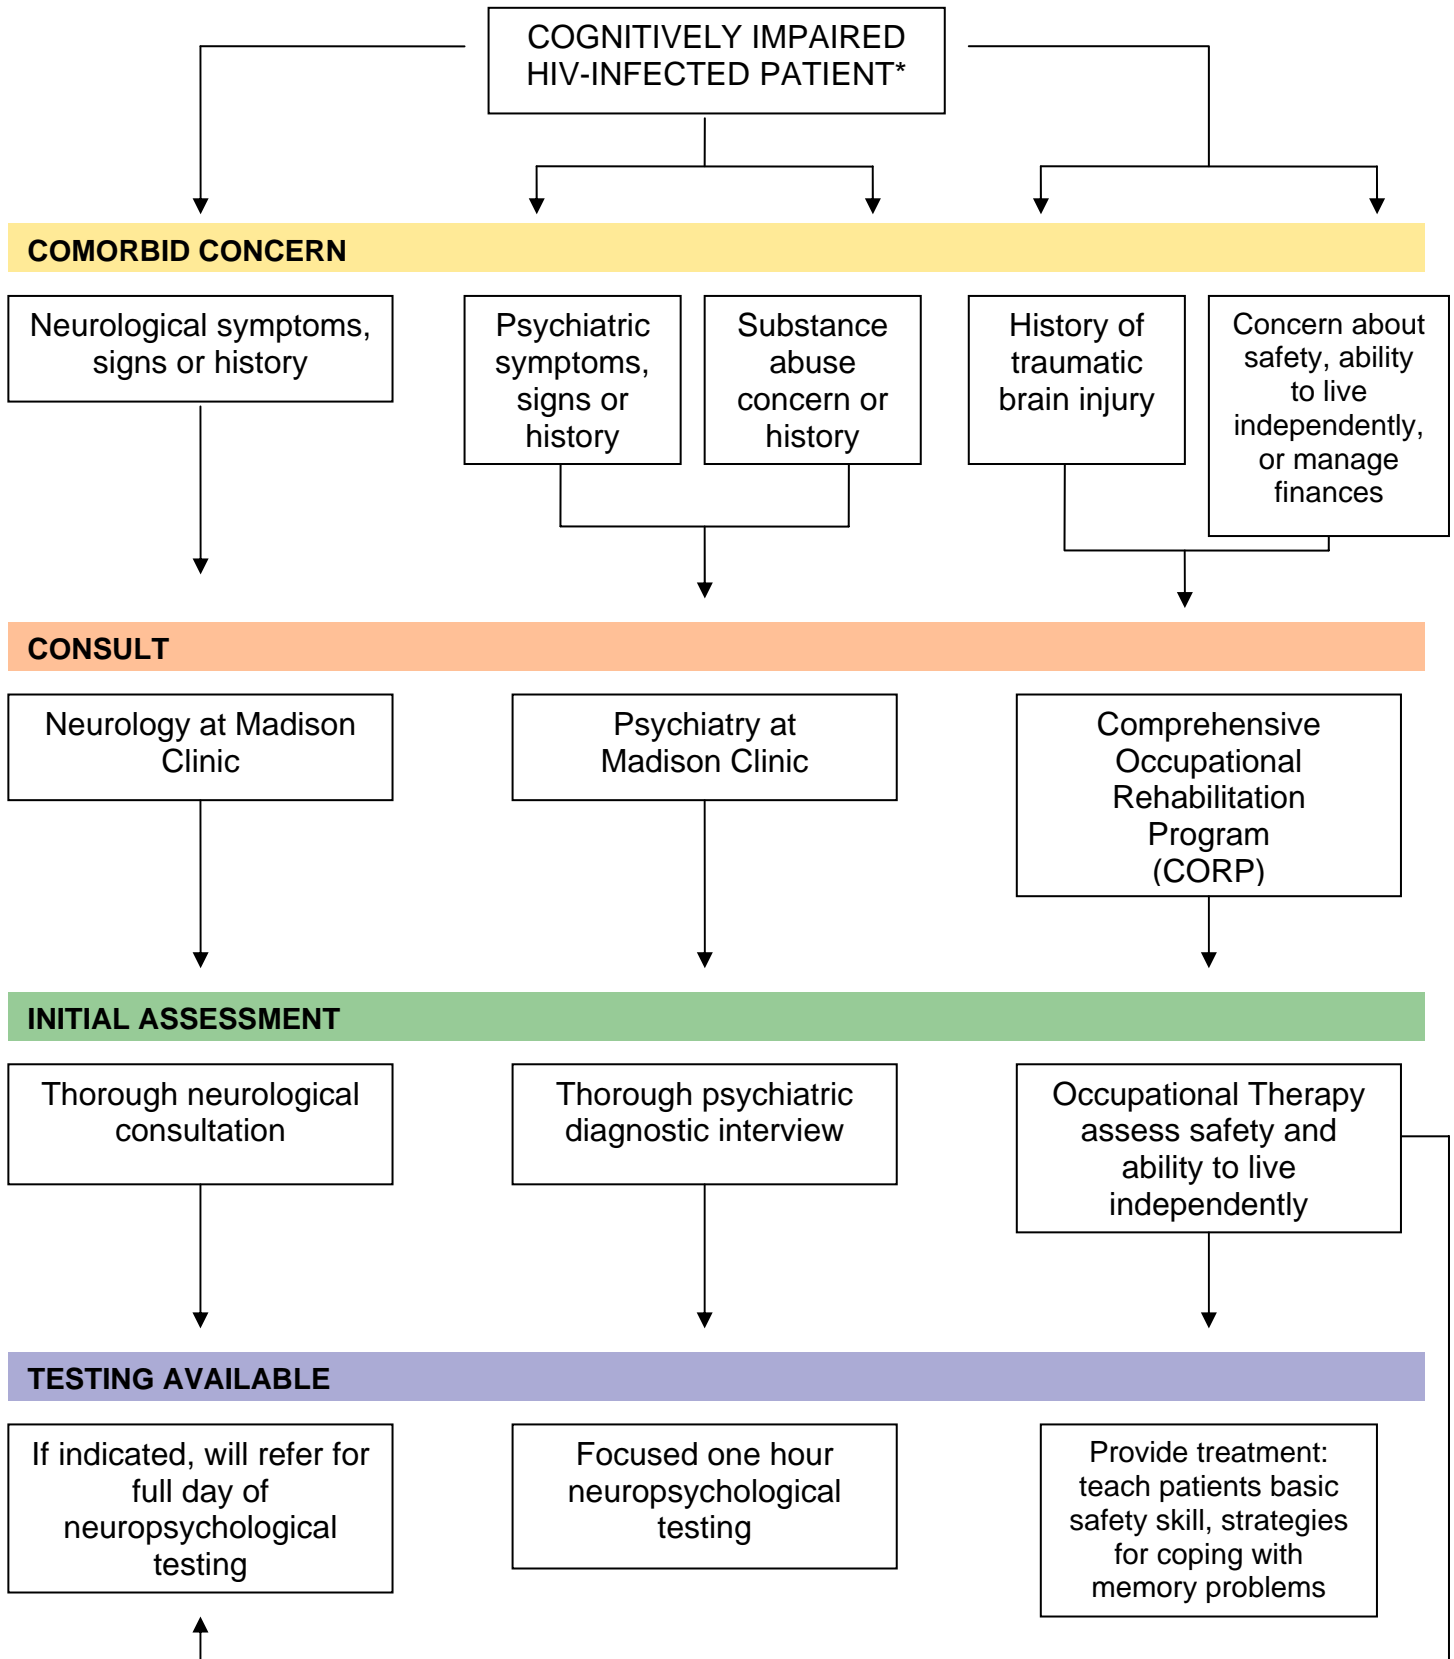 COGNITIVELY IMPAIRED
HIV-INFECTED PATIENT*
COMORBID CONCERN
Neurological symptoms,
signs or history
Psychiatric
symptoms,
signs or
history
Substance
abuse
concern or
history
History of
traumatic
brain injury
Concern about
safety, ability
to live
independently,
or manage
finances
CONSULT
Neurology at Madison
Clinic
Psychiatry at
Madison Clinic
Comprehensive
Occupational
Rehabilitation
Program
(CORP)
INITIAL ASSESSMENT
Thorough neurological
consultation
Thorough psychiatric
diagnostic interview
Occupational Therapy
assess safety and
ability to live
independently
TESTING AVAILABLE
If indicated, will refer for
full day of
neuropsychological
testing
Focused one hour
neuropsychological
testing
Provide treatment:
teach patients basic
safety skill, strategies
for coping with
memory problems